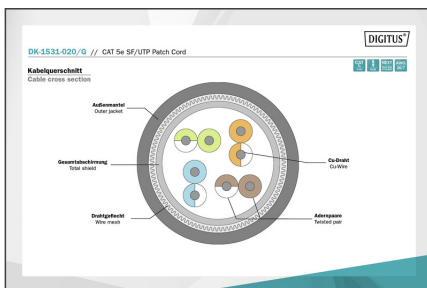 DIGITUS®
DK-1531-020/G // CAT 5e SF/UTP Patch Cord
Kabelquerschnitt
Cable cross section
Außenmantel
Outer jacket
Gesamtabschirmung
Total shield
Cu-Draht
Cu-Wire
Drahtgeflecht
Wire mesh
Aderspaare
Twisted pair